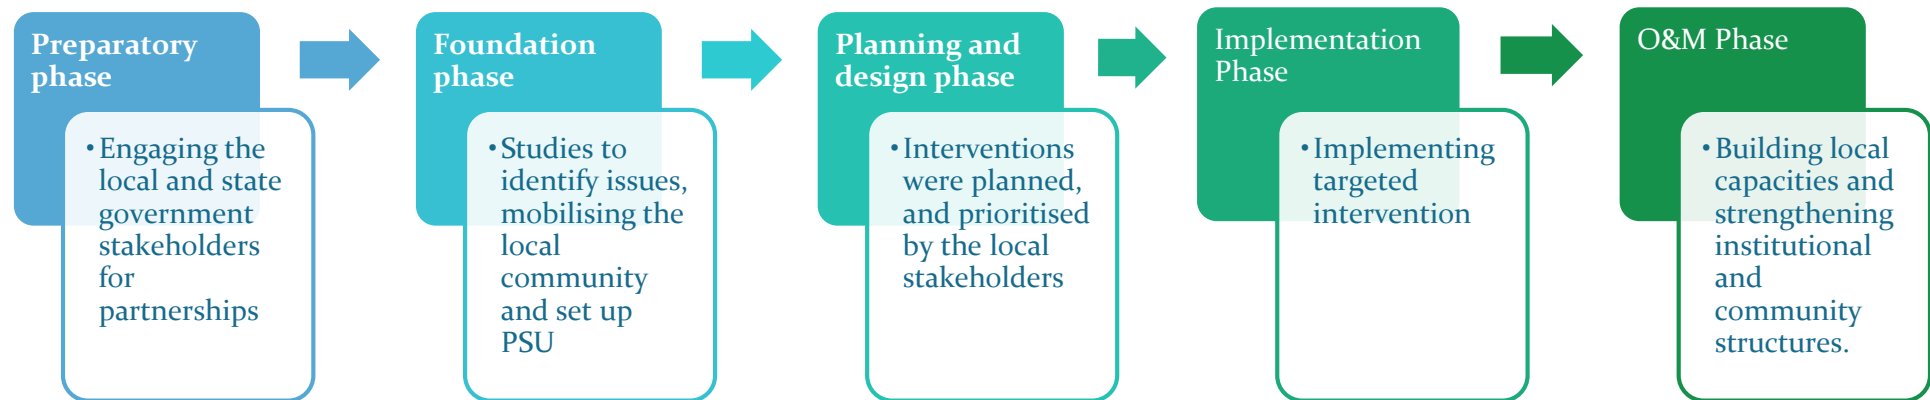 Preparatory
phase
• Engaging the
local and state
government
stakeholders
for
partnerships
Foundation
phase
• Studies to
identify issues,
mobilising the
local
community
and set up
PSU
Planning and
design phase
• Interventions
were planned,
and prioritised
by the local
stakeholders
Implementation
Phase
• Implementing
targeted
intervention
O&M Phase
• Building local
capacities and
strengthening
institutional
and
community
structures.